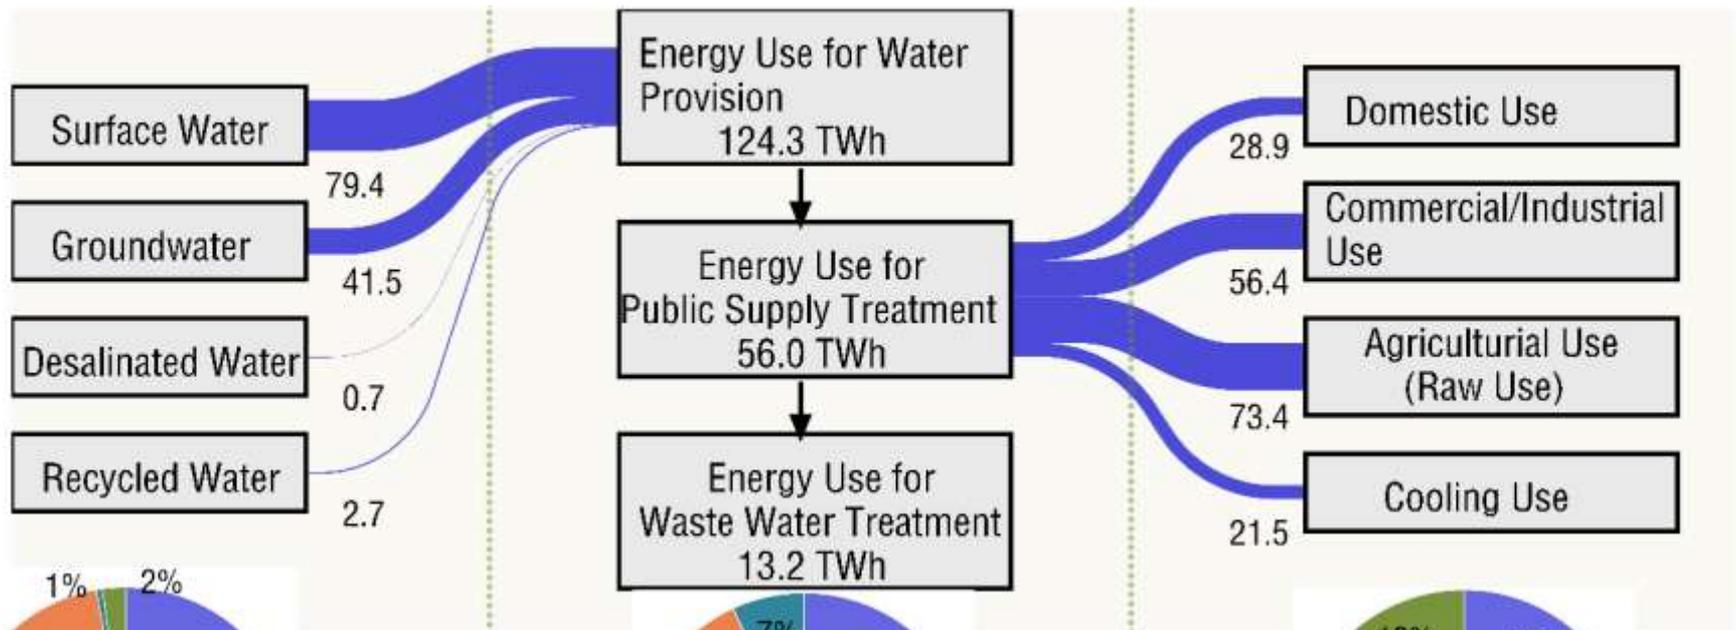 Surface Water
79.4
Groundwater
41.5
Desalinated Water
0.7
Recycled Water
2.7
1%
2%
Energy Use for Water
Provision
124.3 TWh
Energy Use for
Public Supply Treatment
56.0 TWh
Energy Use for
Waste Water Treatment
13.2 TWh
7%
Domestic Use
28.9
Commercial/Industrial
Use
56.4
Agriculturial Use
(Raw Use)
73.4
Cooling Use
21.5